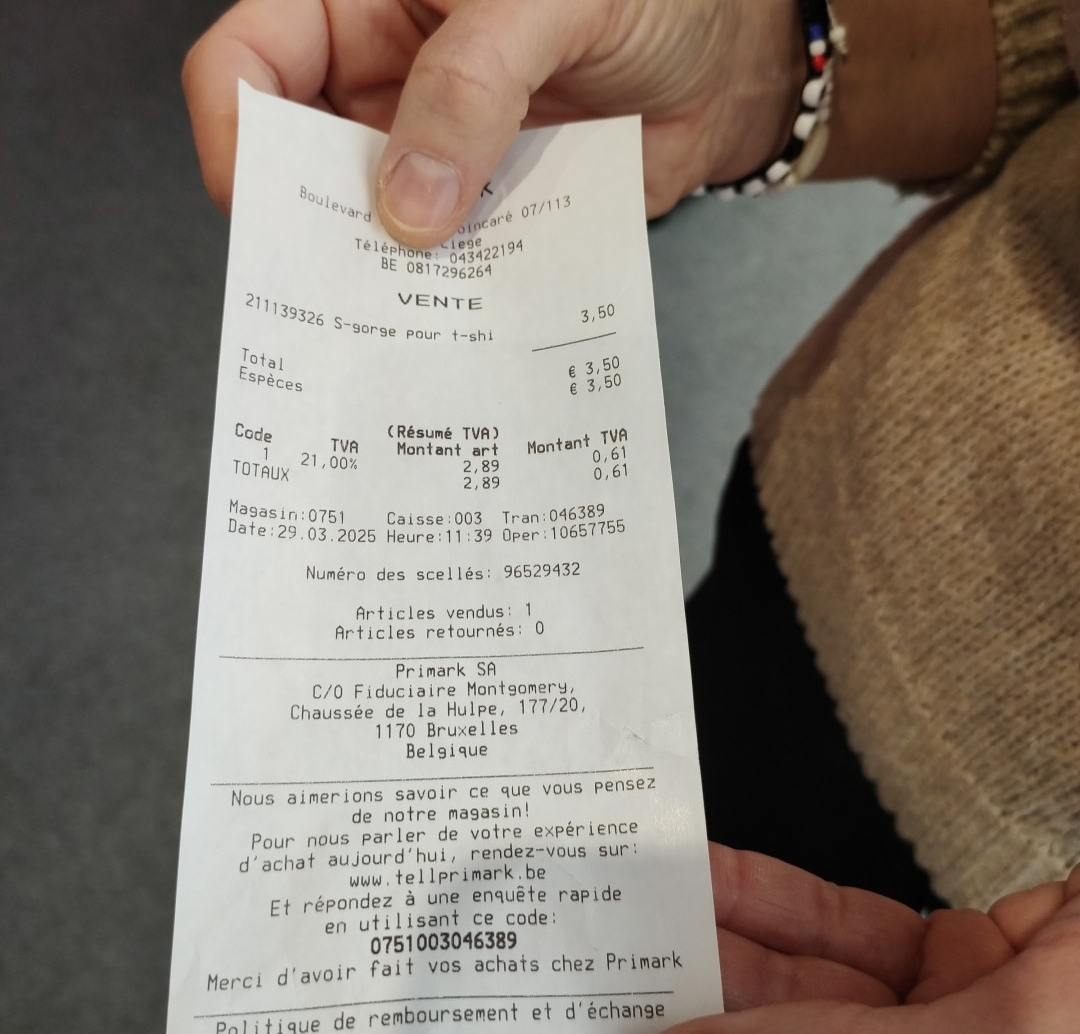 Boulevard oincaré 07/113
Liege
Téléphone: 043422194
BE 0817296264
VENTE
211139326 S-gorge pour t-shi 3,50
Total € 3,50
Espèces € 3,50
(Résumé TVA)
Code TVA Montant art Montant TVA
1 21,00% 2,89 0,61
TOTAUX 2,89 0,61
Magasin:0751 Caisse:003 Tran:046389
Date:29.03.2025 Heure:11:39 Oper:10657755
Numéro des scellés: 96529432
Articles vendus: 1
Articles retournés: 0
Primark SA
C/O Fiduciaire Montgomery,
Chaussée de la Hulpe, 177/20,
1170 Bruxelles
Belgique
Nous aimerions savoir ce que vous pensez
de notre magasin!
Pour nous parler de votre expérience
d'achat aujourd'hui, rendez-vous sur:
www.tellprimark.be
Et répondez à une enquête rapide
en utilisant ce code:
0751003046389
Merci d'avoir fait vos achats chez Primark
Politique de remboursement et d'échange